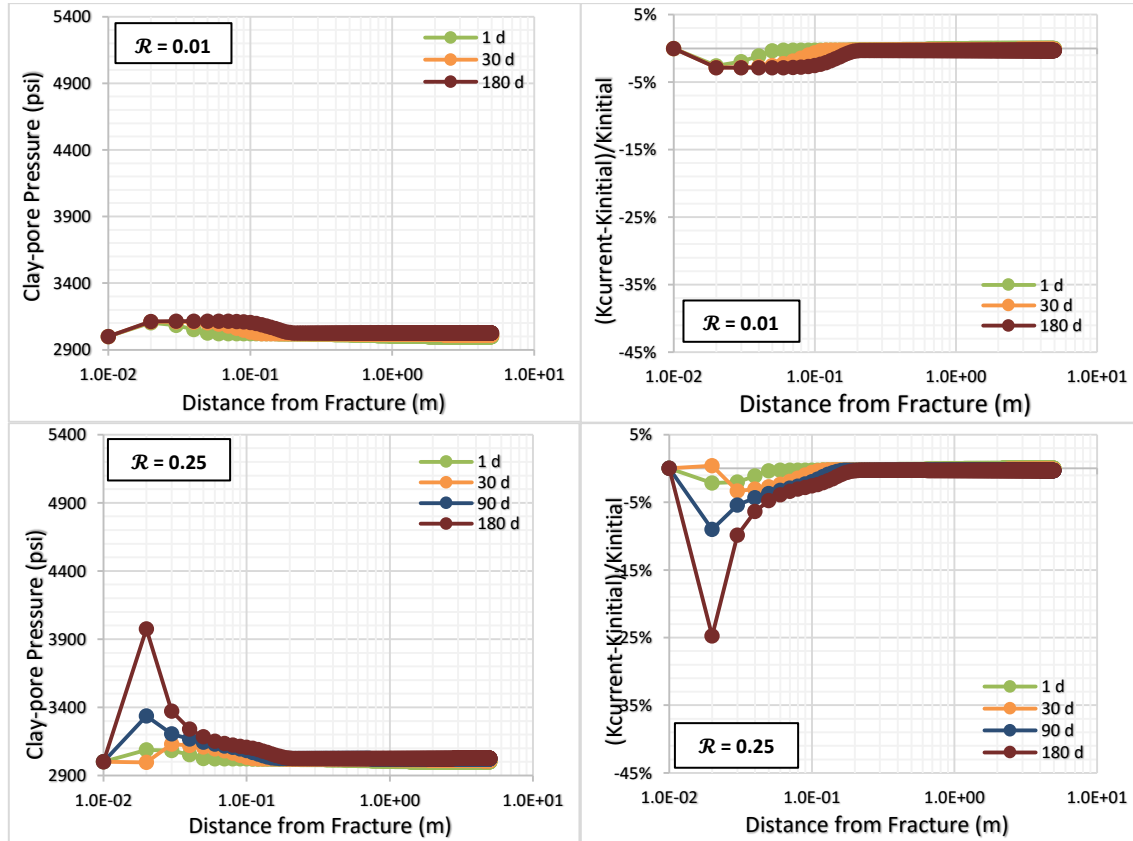 5400
4900
4400
3900
3400
2900
Clay-pore Pressure (psi)
ℛ = 0.01
1 d
30 d
180 d
1.0E-02 1.0E-01 1.0E+00 1.0E+01
Distance from Fracture (m)
5%
-5%
-15%
-25%
-35%
-45%
(Kcurrent-Kinitial)/Kinitial
1 d
30 d
180 d
ℛ = 0.01
1.0E-02 1.0E-01 1.0E+00 1.0E+01
Distance from Fracture (m)
5400
4900
4400
3900
3400
2900
Clay-pore Pressure (psi)
ℛ = 0.25
1 d
30 d
90 d
180 d
1.0E-02 1.0E-01 1.0E+00 1.0E+01
Distance from Fracture (m)
5%
-5%
-15%
-25%
-35%
-45%
(Kcurrent-Kinitial)/Kinitial
1 d
30 d
90 d
180 d
ℛ = 0.25
1.0E-02 1.0E-01 1.0E+00 1.0E+01
Distance from Fracture (m)